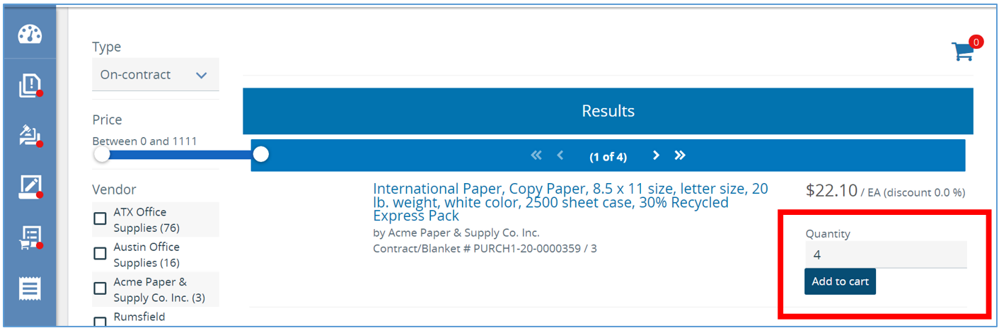 0
Type
On-contract
Price
Between 0 and 1111
Vendor
ATX Office
Supplies (76)
Austin Office
Supplies (16)
Acme Paper &
Supply Co. Inc. (3)
Rumsfield
Results
(1 of 4)
International Paper, Copy Paper, 8.5 x 11 size, letter size, 20
lb. weight, white color, 2500 sheet case, 30% Recycled
Express Pack
by Acme Paper & Supply Co. Inc.
Contract/Blanket # PURCH1-20-0000359 / 3
$22.10 / EA (discount 0.0 %)
Quantity
4
Add to cart